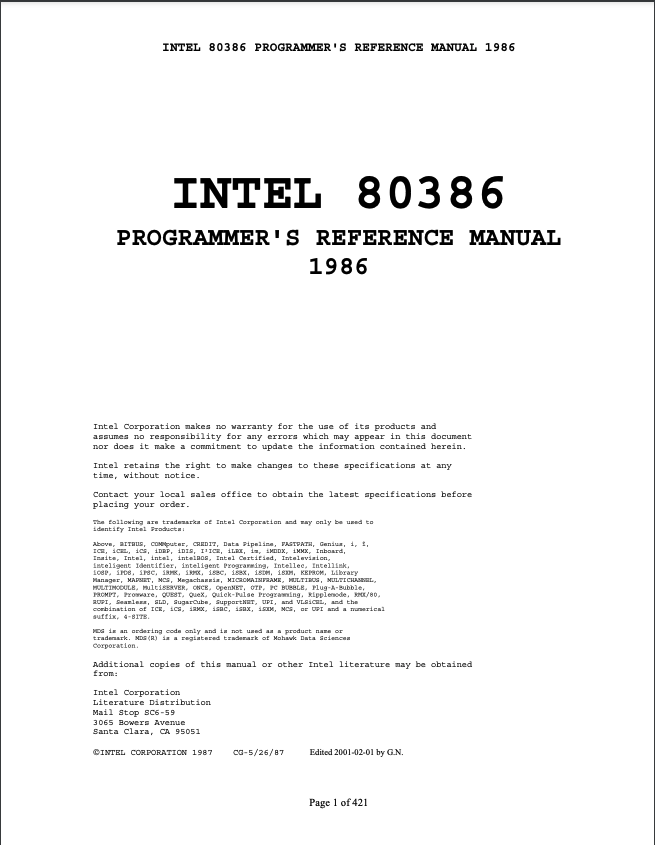 INTEL 80386 PROGRAMMER'S REFERENCE MANUAL 1986
INTEL 80386
PROGRAMMER'S REFERENCE MANUAL
1986
Intel Corporation makes no warranty for the use of its products and
assumes no responsibility for any errors which may appear in this document
nor does it make a commitment to update the information contained herein.
Intel retains the right to make changes to these specifications at any
time, without notice.
Contact your local sales office to obtain the latest specifications before
placing your order.
The following are trademarks of Intel Corporation and may only be used to
identify Intel Products:
Above, BITBUS, COMMputer, CREDIT, Data Pipeline, FASTPATH, Genius, i, Î,
ICE, iCEL, iCS, iDBP, iDIS, I²ICE, iLBX, im, iMDDX, iMMX, Inboard,
Insite, Intel, intel, intelBOS, Intel Certified, Intelevision,
inteligent Identifier, inteligent Programming, Intellec, Intellink,
iOSP, iPDS, iPSC, iRMK, iRMX, iSBC, iSBX, iSDM, iSXM, KEPROM, Library
Manager, MAPNET, MCS, Megachassis, MICROMAINFRAME, MULTIBUS, MULTICHANNEL,
MULTIMODULE, MultiSERVER, ONCE, OpenNET, OTP, PC BUBBLE, Plug-A-Bubble,
PROMPT, Promware, QUEST, QueX, Quick-Pulse Programming, Ripplemode, RMX/80,
RUPI, Seamless, SLD, SugarCube, SupportNET, UPI, and VLSiCEL, and the
combination of ICE, iCS, iRMX, iSBC, iSBX, iSXM, MCS, or UPI and a numerical
suffix, 4-SITE.
MDS is an ordering code only and is not used as a product name or
trademark. MDS(R) is a registered trademark of Mohawk Data Sciences
Corporation.
Additional copies of this manual or other Intel literature may be obtained
from:
Intel Corporation
Literature Distribution
Mail Stop SC6-59
3065 Bowers Avenue
Santa Clara, CA 95051
©INTEL CORPORATION 1987 CG-5/26/87 Edited 2001-02-01 by G.N.
Page 1 of 421